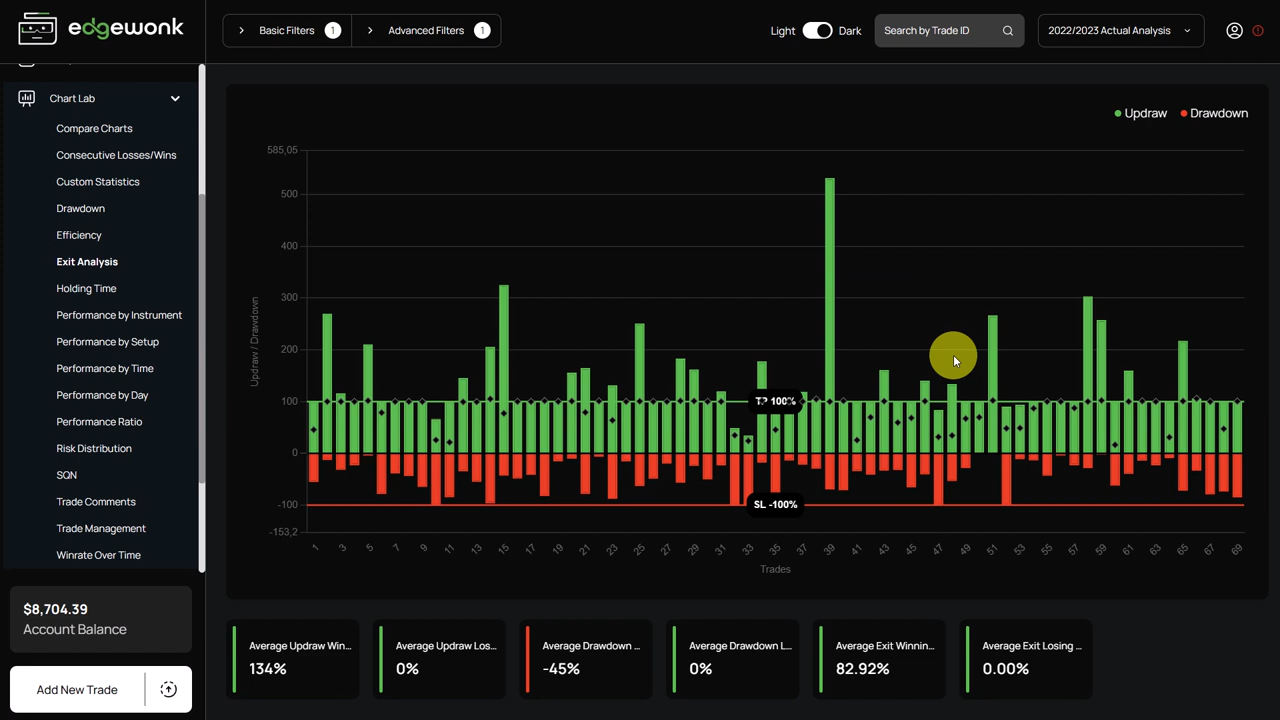 edgewonk
Basic Filters 1
Advanced Filters 1
Light Dark
Search by Trade ID
2022/2023 Actual Analysis
Chart Lab
Compare Charts
Consecutive Losses/Wins
Custom Statistics
Drawdown
Efficiency
Exit Analysis
Holding Time
Performance by Instrument
Performance by Setup
Performance by Time
Performance by Day
Performance Ratio
Risk Distribution
SQN
Trade Comments
Trade Management
Winrate Over Time
$8,704.39
Account Balance
Add New Trade
Updraw Drawdown
585,05
500
400
300
200
100
0
-100
-153,2
Updraw / Drawdown
TP 100%
SL -100%
1 3 5 7 9 11 13 15 17 19 21 23 25 27 29 31 33 35 37 39 41 43 45 47 49 51 53 55 57 59 61 63 65 67 69
Trades
Average Updraw Win...
134%
Average Updraw Los...
0%
Average Drawdown ...
-45%
Average Drawdown L...
0%
Average Exit Winnin...
82.92%
Average Exit Losing ...
0.00%